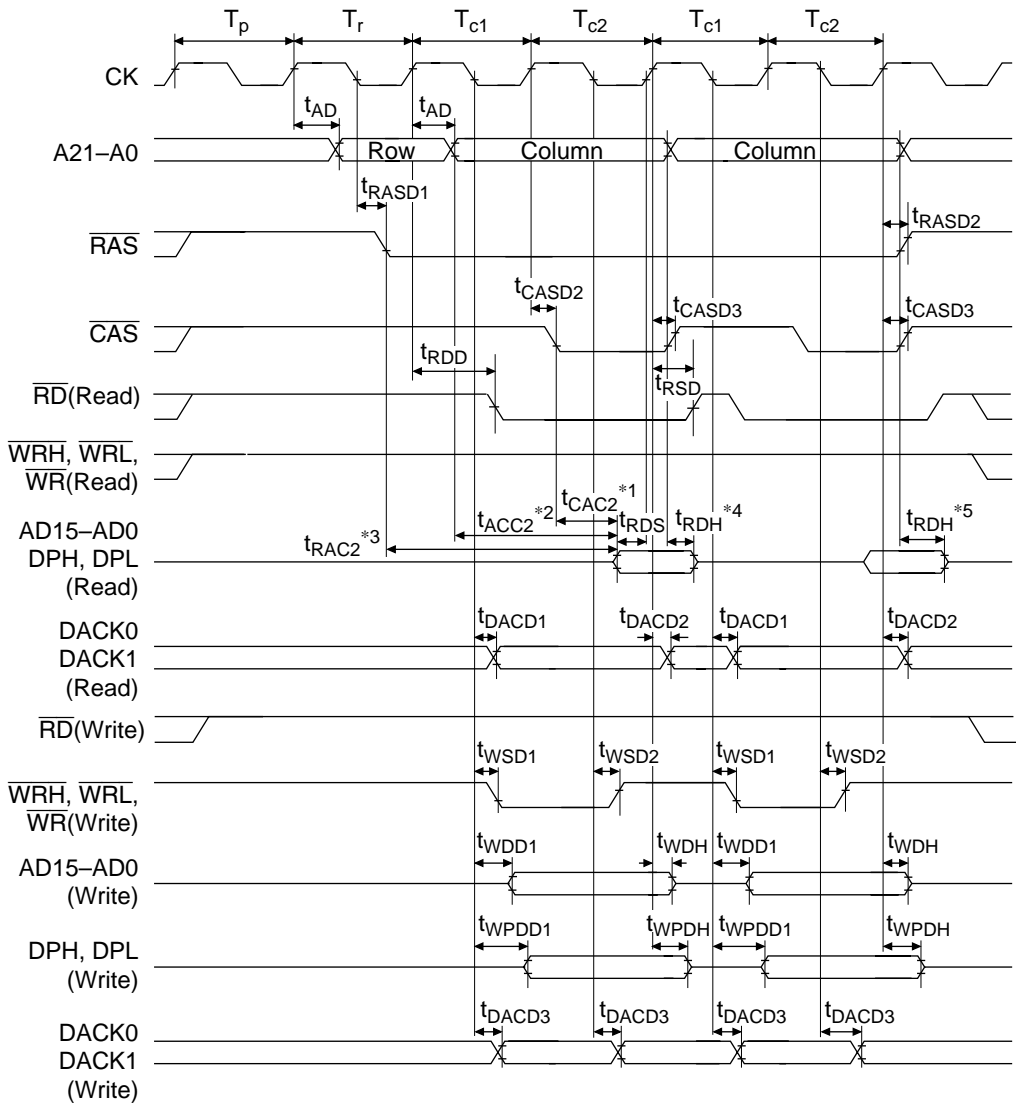 Tp Tr Tc1 Tc2 Tc1 Tc2
CK
tAD tAD
A21–A0 Row Column Column
tRASD1
tRASD2
RAS
tCASD2
tCASD3 tCASD3
CAS
tRDD
tRSD
RD(Read)
WRH, WRL,
WR(Read)
tCAC2*1
AD15–AD0 tACC2*2 tRDS tRDH*4 tRDH*5
DPH, DPL tRAC2*3
(Read)
DACK0 tDACD1 tDACD2 tDACD1 tDACD2
DACK1
(Read)
RD(Write)
tWSD1 tWSD2 tWSD1 tWSD2
WRH, WRL,
WR(Write)
AD15–AD0 tWDD1 tWDH tWDD1 tWDH
(Write)
DPH, DPL tWPDD1 tWPDH tWPDD1 tWPDH
(Write)
DACK0 tDACD3 tDACD3 tDACD3 tDACD3
DACK1
(Write)